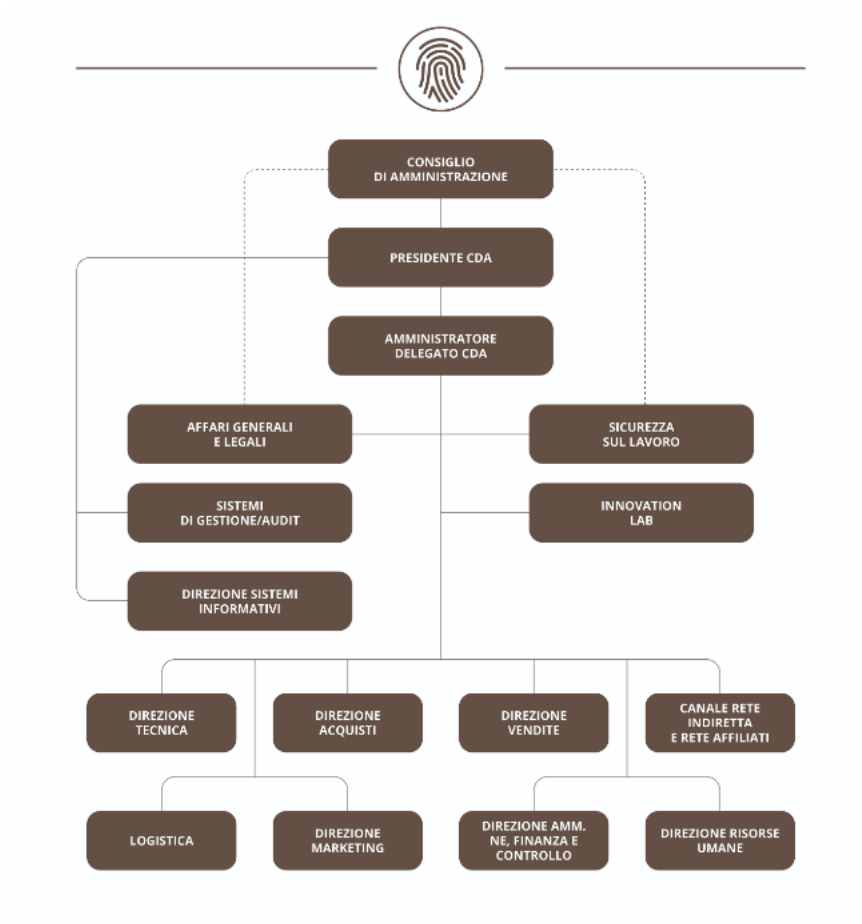 CONSIGLIO
DI AMMINISTRAZIONE
PRESIDENTE CDA
AMMINISTRATORE
DELEGATO CDA
AFFARI GENERALI
E LEGALI
SICUREZZA
SUL LAVORO
SISTEMI
DI GESTIONE/AUDIT
INNOVATION
LAB
DIREZIONE SISTEMI
INFORMATIVI
DIREZIONE
TECNICA
DIREZIONE
ACQUISTI
DIREZIONE
VENDITE
CANALE RETE
INDIRETTA
E RETE AFFILIATI
LOGISTICA
DIREZIONE
MARKETING
DIREZIONE AMM.
NE, FINANZA E
CONTROLLO
DIREZIONE RISORSE
UMANE